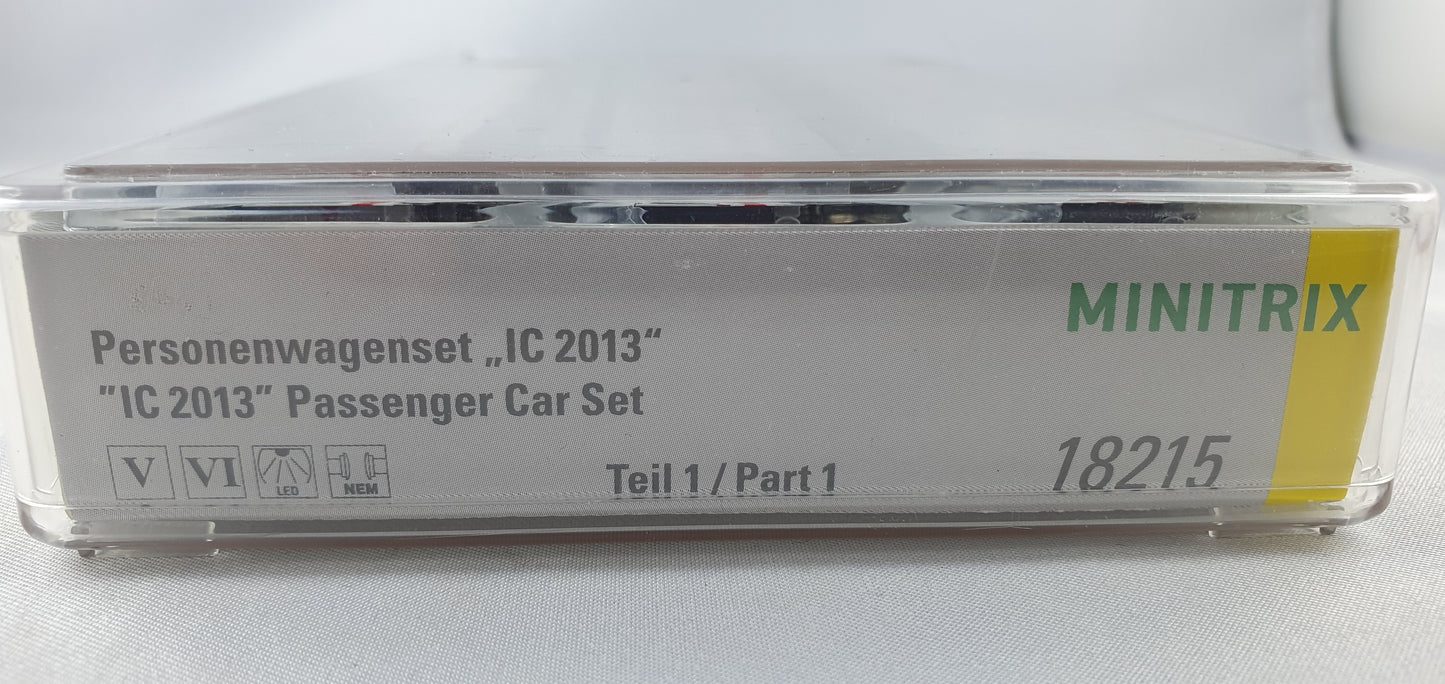 MINITRIX
Personenwagenset „IC 2013“
"IC 2013" Passenger Car Set
V VI LED NEM
Teil 1 / Part 1
18215